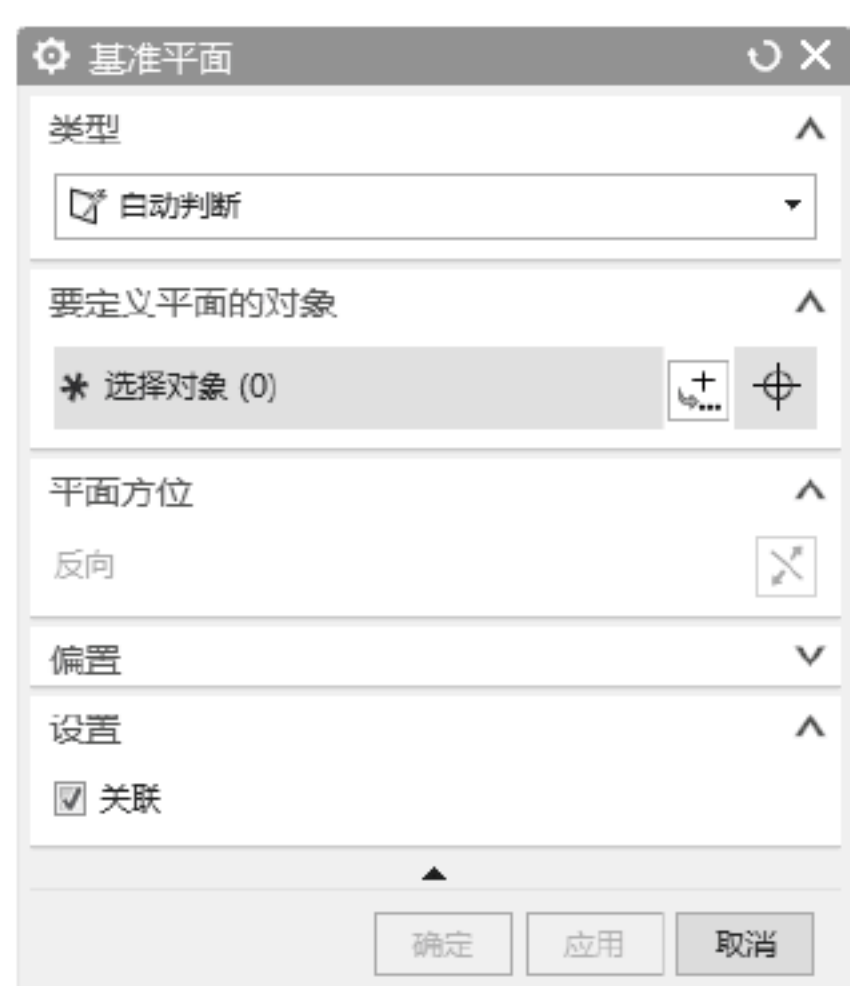 基准平面
类型
自动判断
要定义平面的对象
选择对象 (0)
平面方位
反向
偏置
设置
关联
确定 应用 取消